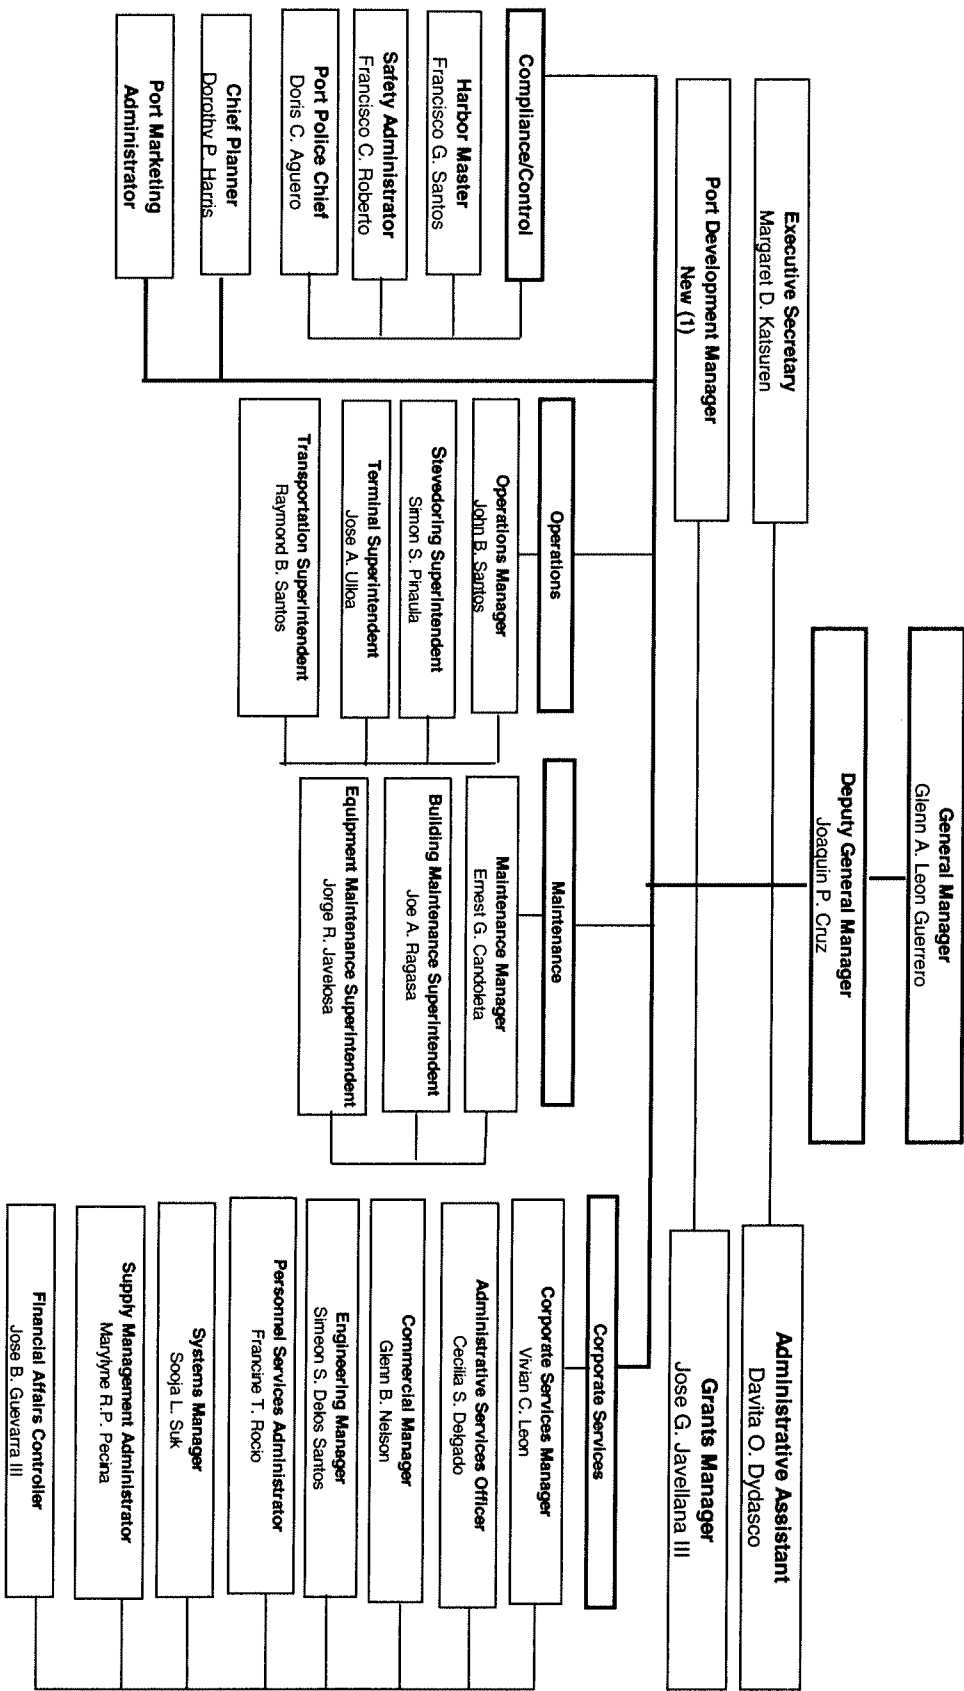 General Manager
Glenn A. Leon Guerrero
Deputy General Manager
Joaquin P. Cruz
Executive Secretary
Margaret D. Katsuren
Administrative Assistant
Davita O. Dydasco
Port Development Manager
New (1)
Grants Manager
Jose G. Javellana III
Compliance/Control
Harbor Master
Francisco G. Santos
Safety Administrator
Francisco C. Roberto
Port Police Chief
Doris C. Aguero
Chief Planner
Dorothy P. Harris
Port Marketing
Administrator
Operations
Operations Manager
John B. Santos
Stevedoring Superintendent
Simon S. Pinaula
Terminal Superintendent
Jose A. Ulloa
Transportation Superintendent
Raymond B. Santos
Maintenance
Maintenance Manager
Ernest G. Candoleta
Building Maintenance Superintendent
Joe A. Ragasa
Equipment Maintenance Superintendent
Jorge R. Javelosa
Corporate Services
Corporate Services Manager
Vivian C. Leon
Administrative Services Officer
Cecilia S. Delgado
Commercial Manager
Glenn B. Nelson
Engineering Manager
Simeon S. Delos Santos
Personnel Services Administrator
Francine T. Rocio
Systems Manager
Sooja L. Suk
Supply Management Administrator
Marylyne R.P. Pecina
Financial Affairs Controller
Jose B. Guevarra III